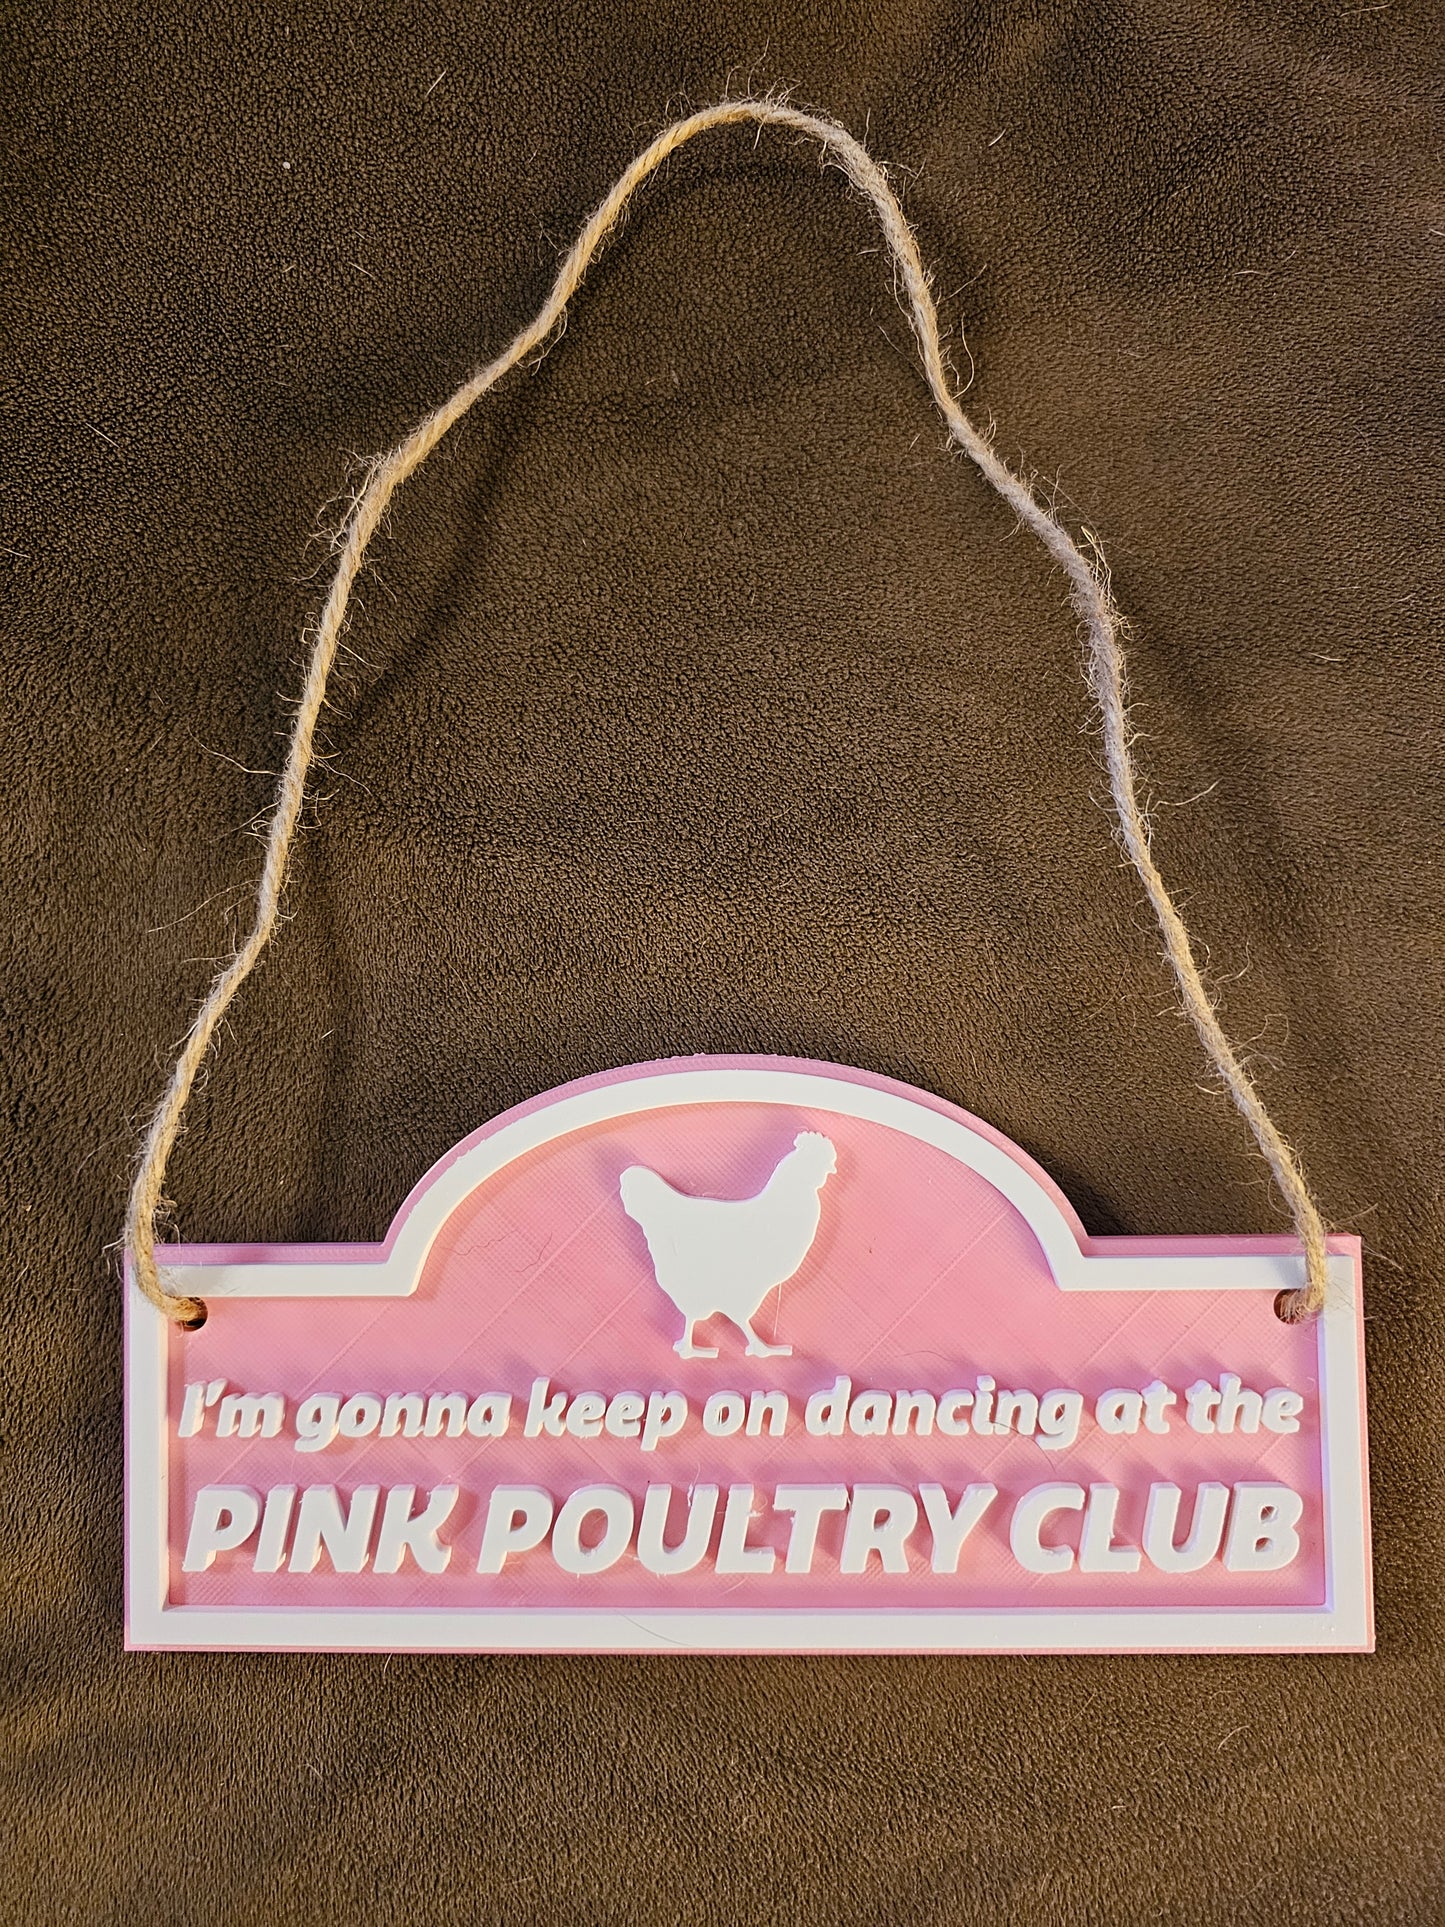 I'm gonna keep on dancing at the
PINK POULTRY CLUB